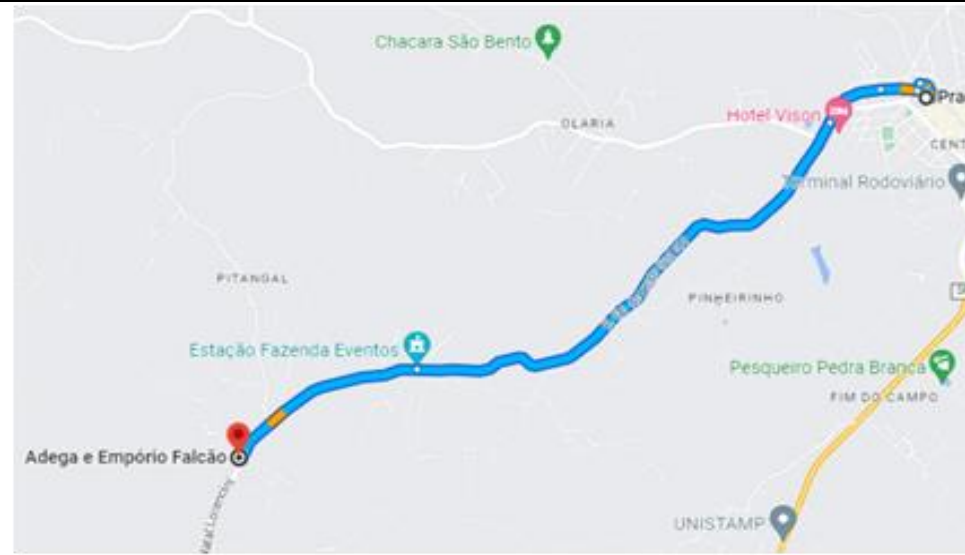 Chacara São Bento
Pra
Hotel Vison
OLARIA
CENT
Terminal Rodoviário
PITANGAL
PINHEIRINHO
S
Estação Fazenda Eventos
Pesqueiro Pedra Branca
FIM DO CAMPO
Adega e Empório Falcão
UNISTAMP